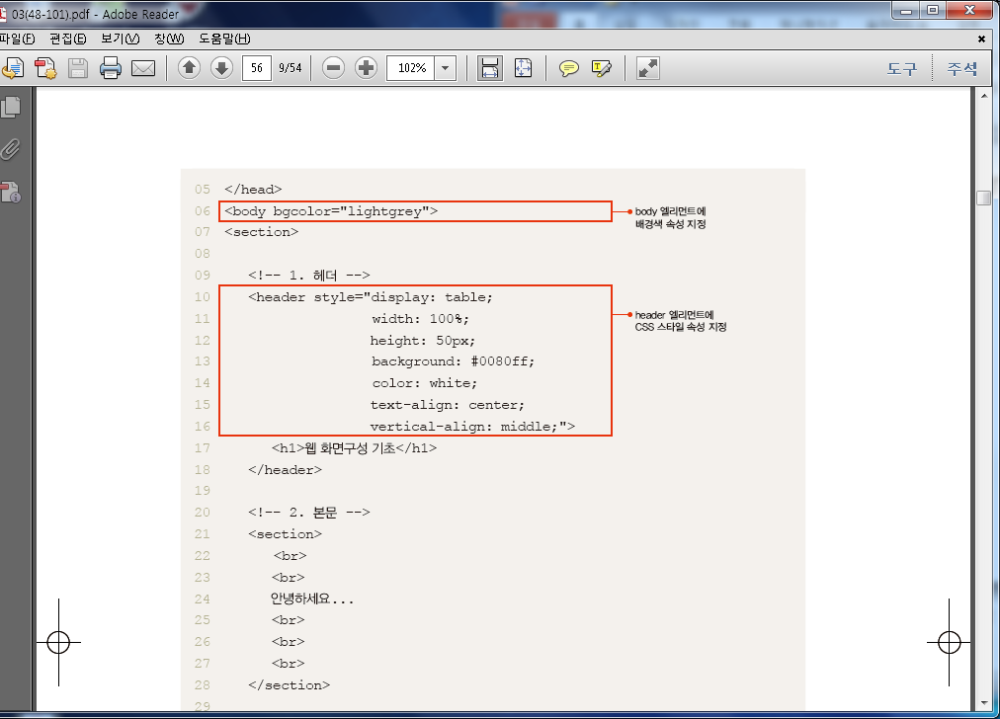 03(48-101).pdf - Adobe Reader
파일(F) 편집(E) 보기(V) 창(W) 도움말(H)
56 9/54 102% 도구 주석
05 </head>
06 <body bgcolor="lightgrey">
body 엘리먼트에
배경색 속성 지정
07 <section>
08
09 <!-- 1. 헤더 -->
10 <header style="display: table;
11 width: 100%;
header 엘리먼트에
CSS 스타일 속성 지정
12 height: 50px;
13 background: #0080ff;
14 color: white;
15 text-align: center;
16 vertical-align: middle;">
17 <h1>웹 화면구성 기초</h1>
18 </header>
19
20 <!-- 2. 본문 -->
21 <section>
22 <br>
23 <br>
24 안녕하세요...
25 <br>
26 <br>
27 <br>
28 </section>
29